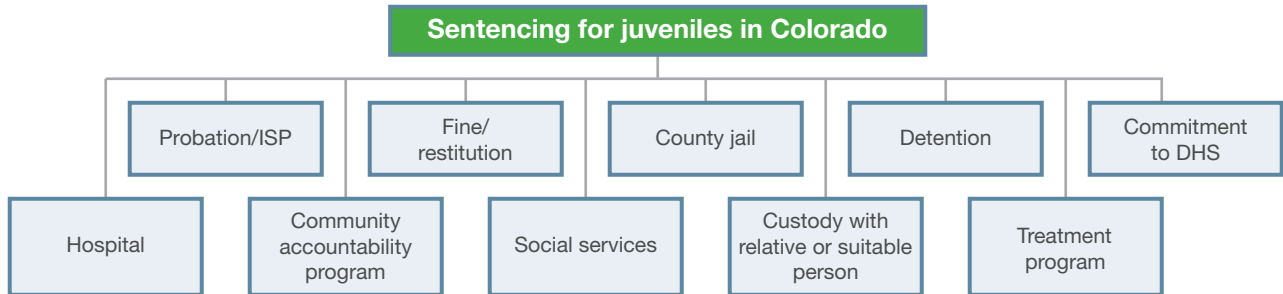 Sentencing for juveniles in Colorado
Probation/ISP
Fine/
restitution
County jail
Detention
Commitment
to DHS
Hospital
Community
accountability
program
Social services
Custody with
relative or suitable
person
Treatment
program